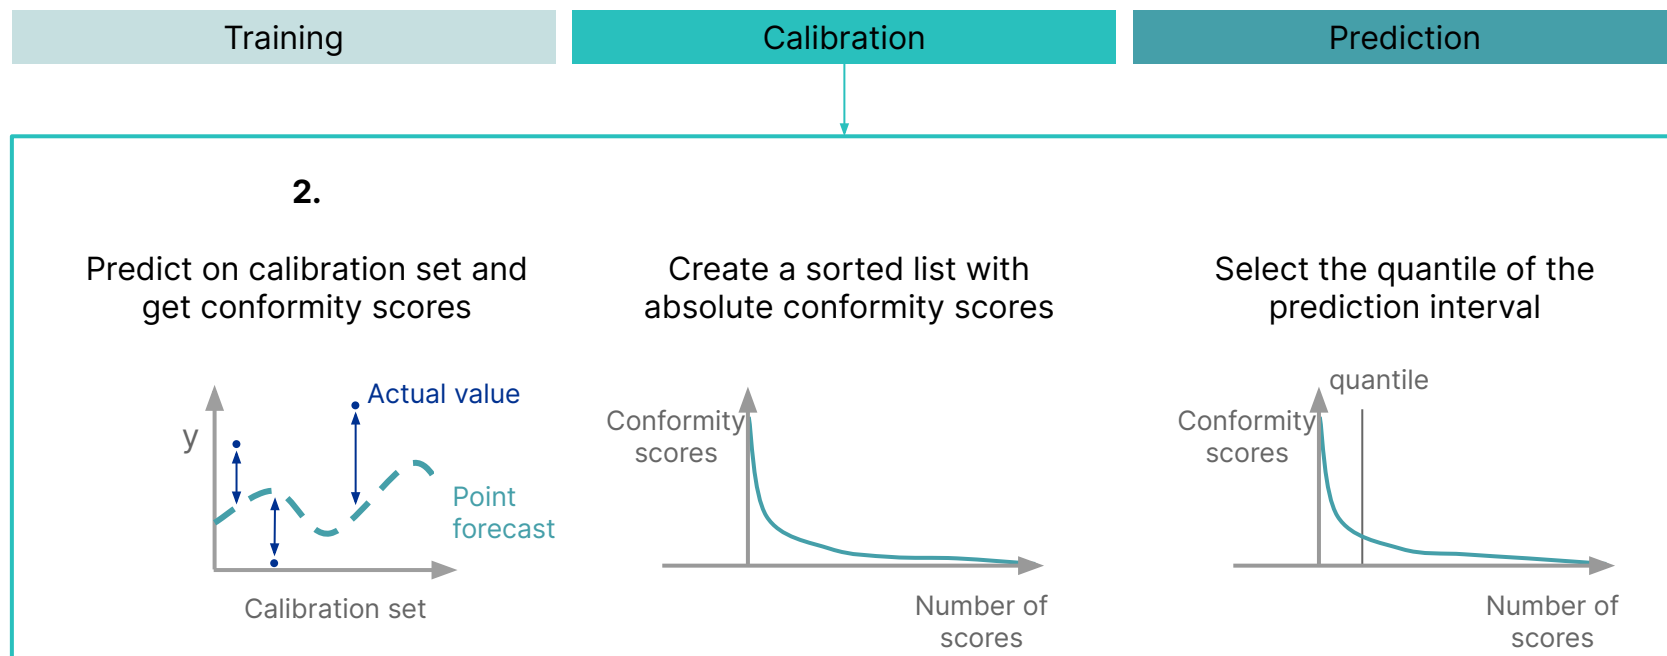 Training
Calibration
Prediction
2.
Predict on calibration set and
get conformity scores
Create a sorted list with
absolute conformity scores
Select the quantile of the
prediction interval
Actual value
y
Point
forecast
Calibration set
Conformity
scores
Number of
scores
quantile
Conformity
scores
Number of
scores